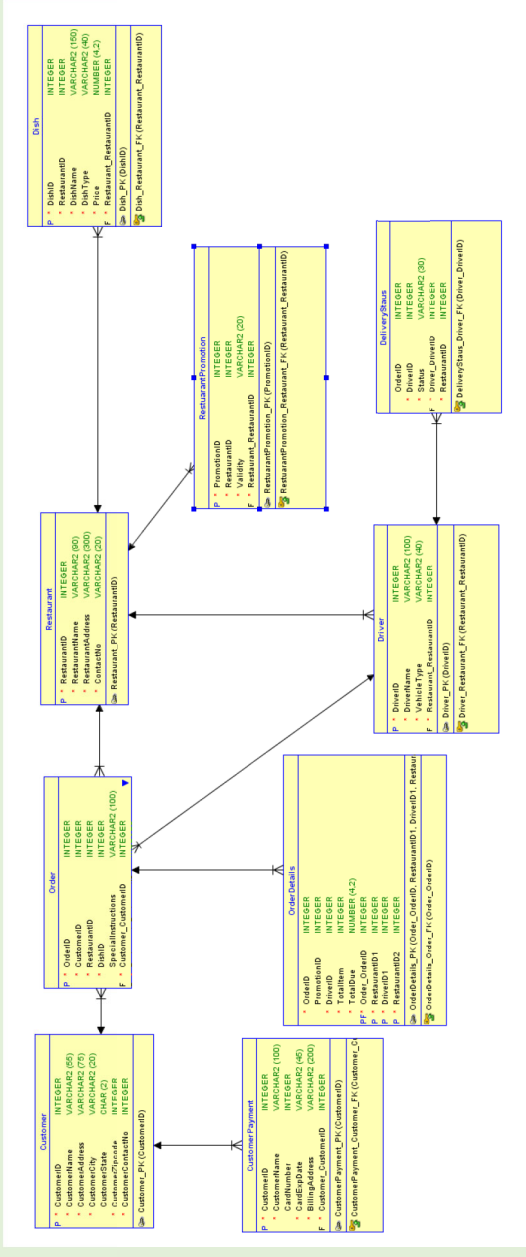 Customer
P * CustomerID INTEGER
* CustomerName VARCHAR2 (55)
* CustomerAddress VARCHAR2 (75)
* CustomerCity VARCHAR2 (20)
* CustomerState CHAR (2)
* CustomerZipcode INTEGER
* CustomerContactNo INTEGER
Customer_PK (CustomerID)
Order
P * OrderID INTEGER
* CustomerID INTEGER
* RestaurantID INTEGER
* DishID INTEGER
SpecialInstructions VARCHAR2 (100)
F * Customer_CustomerID INTEGER
Restaurant
P * RestaurantID INTEGER
* RestaurantName VARCHAR2 (90)
* RestaurantAddress VARCHAR2 (300)
* ContactNo VARCHAR2 (20)
Restaurant_PK (RestaurantID)
Dish
P * DishID INTEGER
* RestaurantID INTEGER
* DishName VARCHAR2 (150)
* DishType VARCHAR2 (40)
* Price NUMBER (4,2)
F * Restaurant_RestaurantID INTEGER
Dish_PK (DishID)
Dish_Restaurant_FK (Restaurant_RestaurantID)
RestuarantPromotion
P * PromotionID INTEGER
* RestaurantID INTEGER
* Validity VARCHAR2 (20)
F * Restaurant_RestaurantID INTEGER
RestuarantPromotion_PK (PromotionID)
RestuarantPromotion_Restaurant_FK (Restaurant_RestaurantID)
CustomerPayment
P * CustomerID INTEGER
* CustomerName VARCHAR2 (100)
CardNumber INTEGER
* CardExpDate VARCHAR2 (45)
* BillingAddress VARCHAR2 (200)
F * Customer_CustomerID INTEGER
CustomerPayment_PK (CustomerID)
CustomerPayment_Customer_FK (Customer_Cu
OrderDetails
* OrderID INTEGER
PromotionID INTEGER
* DriverID INTEGER
* TotalItem INTEGER
* TotalDue NUMBER (4,2)
PF * Order_OrderID INTEGER
P * RestaurantID1 INTEGER
P * DriverID1 INTEGER
P * RestaurantID2 INTEGER
OrderDetails_PK (Order_OrderID, RestaurantID1, DriverID1, Restaur
OrderDetails_Order_FK (Order_OrderID)
Driver
P * DriverID INTEGER
* DriverName VARCHAR2 (100)
* VehicleType VARCHAR2 (40)
F * Restaurant_RestaurantID INTEGER
Driver_PK (DriverID)
Driver_Restaurant_FK (Restaurant_RestaurantID)
DeliveryStaus
OrderID INTEGER
* DriverID INTEGER
* Status VARCHAR2 (30)
F * Driver_DriverID INTEGER
* RestaurantID INTEGER
DeliveryStaus_Driver_FK (Driver_DriverID)